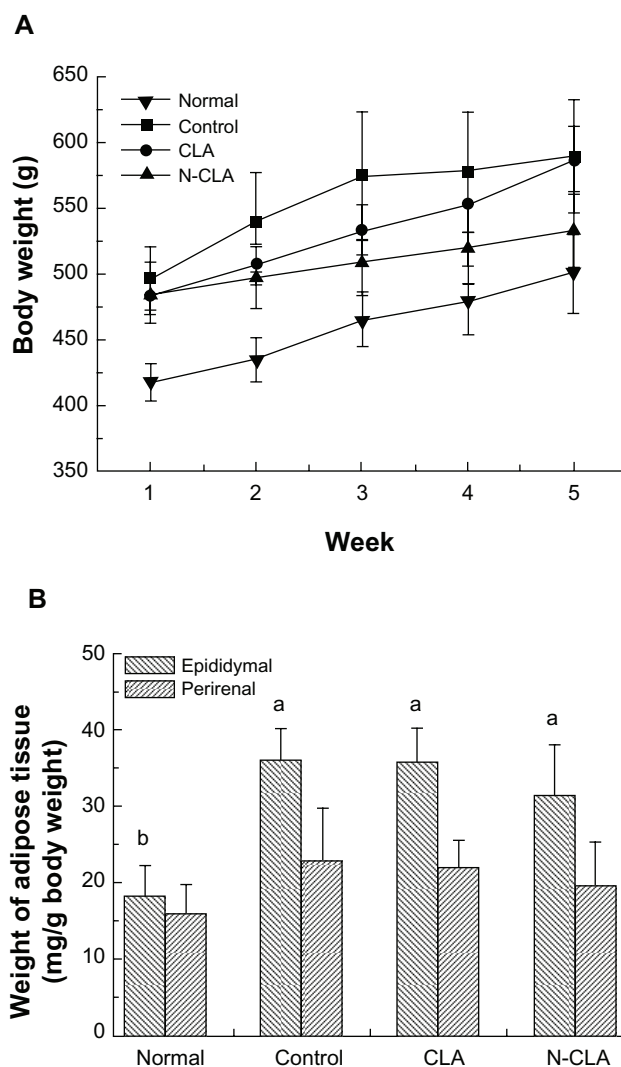 A
Body weight (g)
650
600
550
500
450
400
350
Normal
Control
CLA
N-CLA
1 2 3 4 5
Week
B
Weight of adipose tissue
(mg/g body weight)
50
40
30
20
10
0
Epididymal
Perirenal
b
a
a
a
Normal Control CLA N-CLA